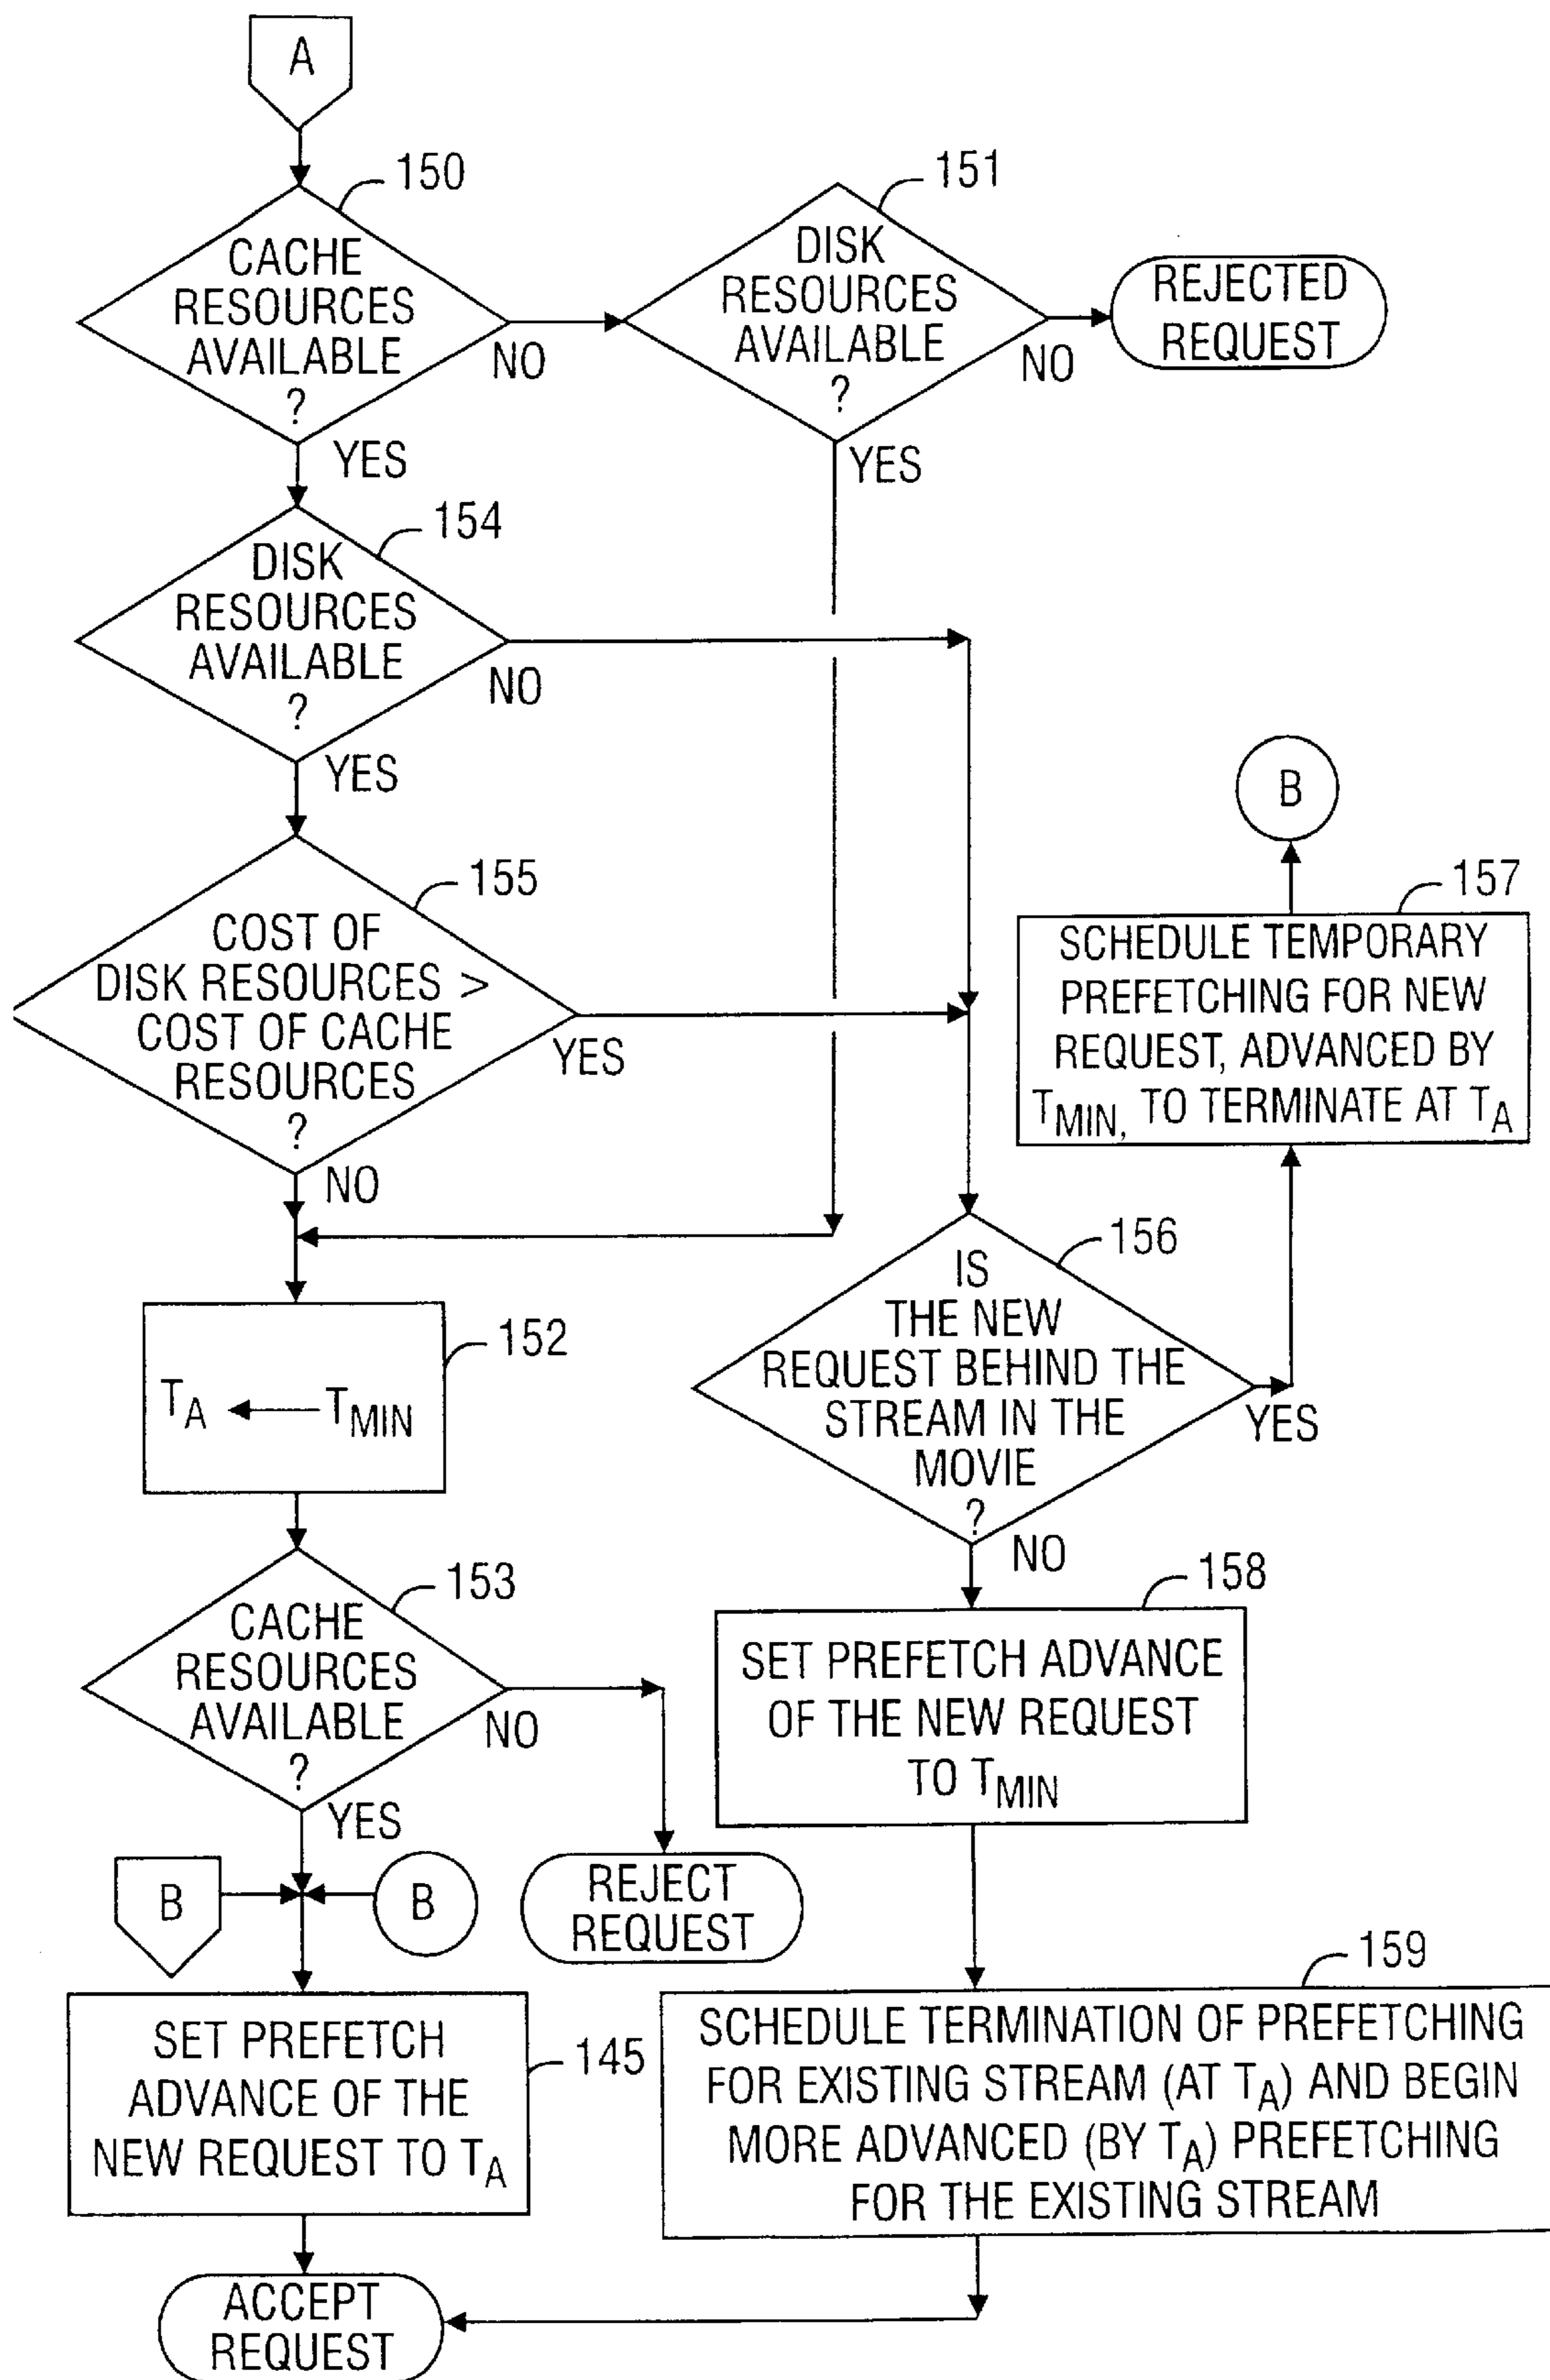 A
150
CACHE
RESOURCES
AVAILABLE
?
NO
YES
151
DISK
RESOURCES
AVAILABLE
?
NO
YES
REJECTED
REQUEST
154
DISK
RESOURCES
AVAILABLE
?
NO
YES
155
COST OF
DISK RESOURCES >
COST OF CACHE
RESOURCES
?
YES
NO
B
157
SCHEDULE TEMPORARY
PREFETCHING FOR NEW
REQUEST, ADVANCED BY
TMIN, TO TERMINATE AT TA
156
IS
THE NEW
REQUEST BEHIND THE
STREAM IN THE
MOVIE
?
YES
NO
152
TA ← TMIN
153
CACHE
RESOURCES
AVAILABLE
?
NO
YES
158
SET PREFETCH ADVANCE
OF THE NEW REQUEST
TO TMIN
B
B
REJECT
REQUEST
145
SET PREFETCH
ADVANCE OF THE
NEW REQUEST TO TA
159
SCHEDULE TERMINATION OF PREFETCHING
FOR EXISTING STREAM (AT TA) AND BEGIN
MORE ADVANCED (BY TA) PREFETCHING
FOR THE EXISTING STREAM
ACCEPT
REQUEST